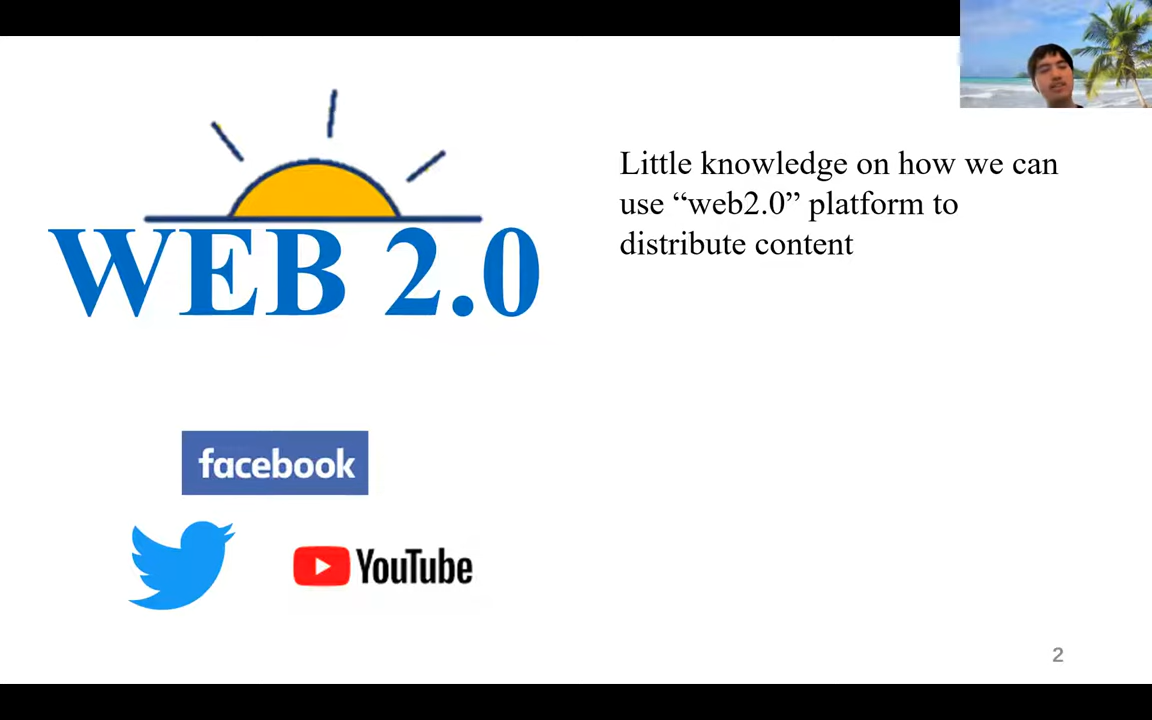 Little knowledge on how we can
use “web2.0” platform to
distribute content
WEB 2.0
facebook
YouTube
2